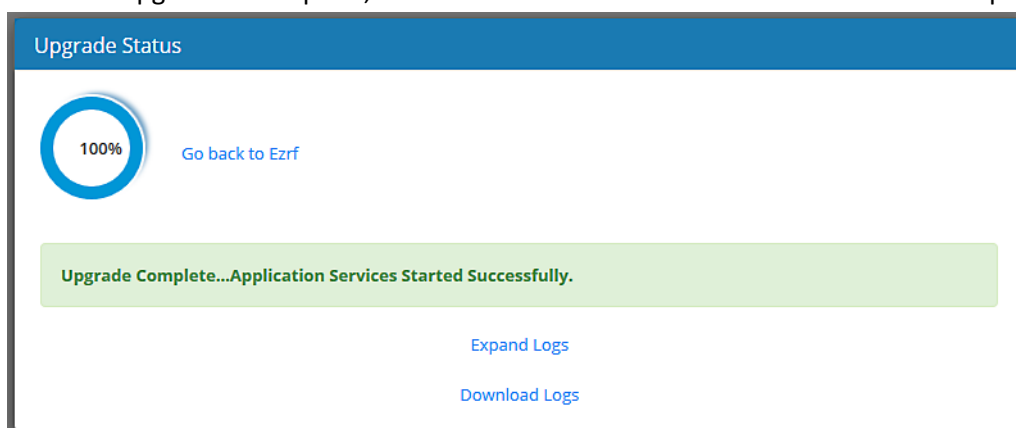 Upgrade Status
100%
Go back to Ezrf
Upgrade Complete...Application Services Started Successfully.
Expand Logs
Download Logs